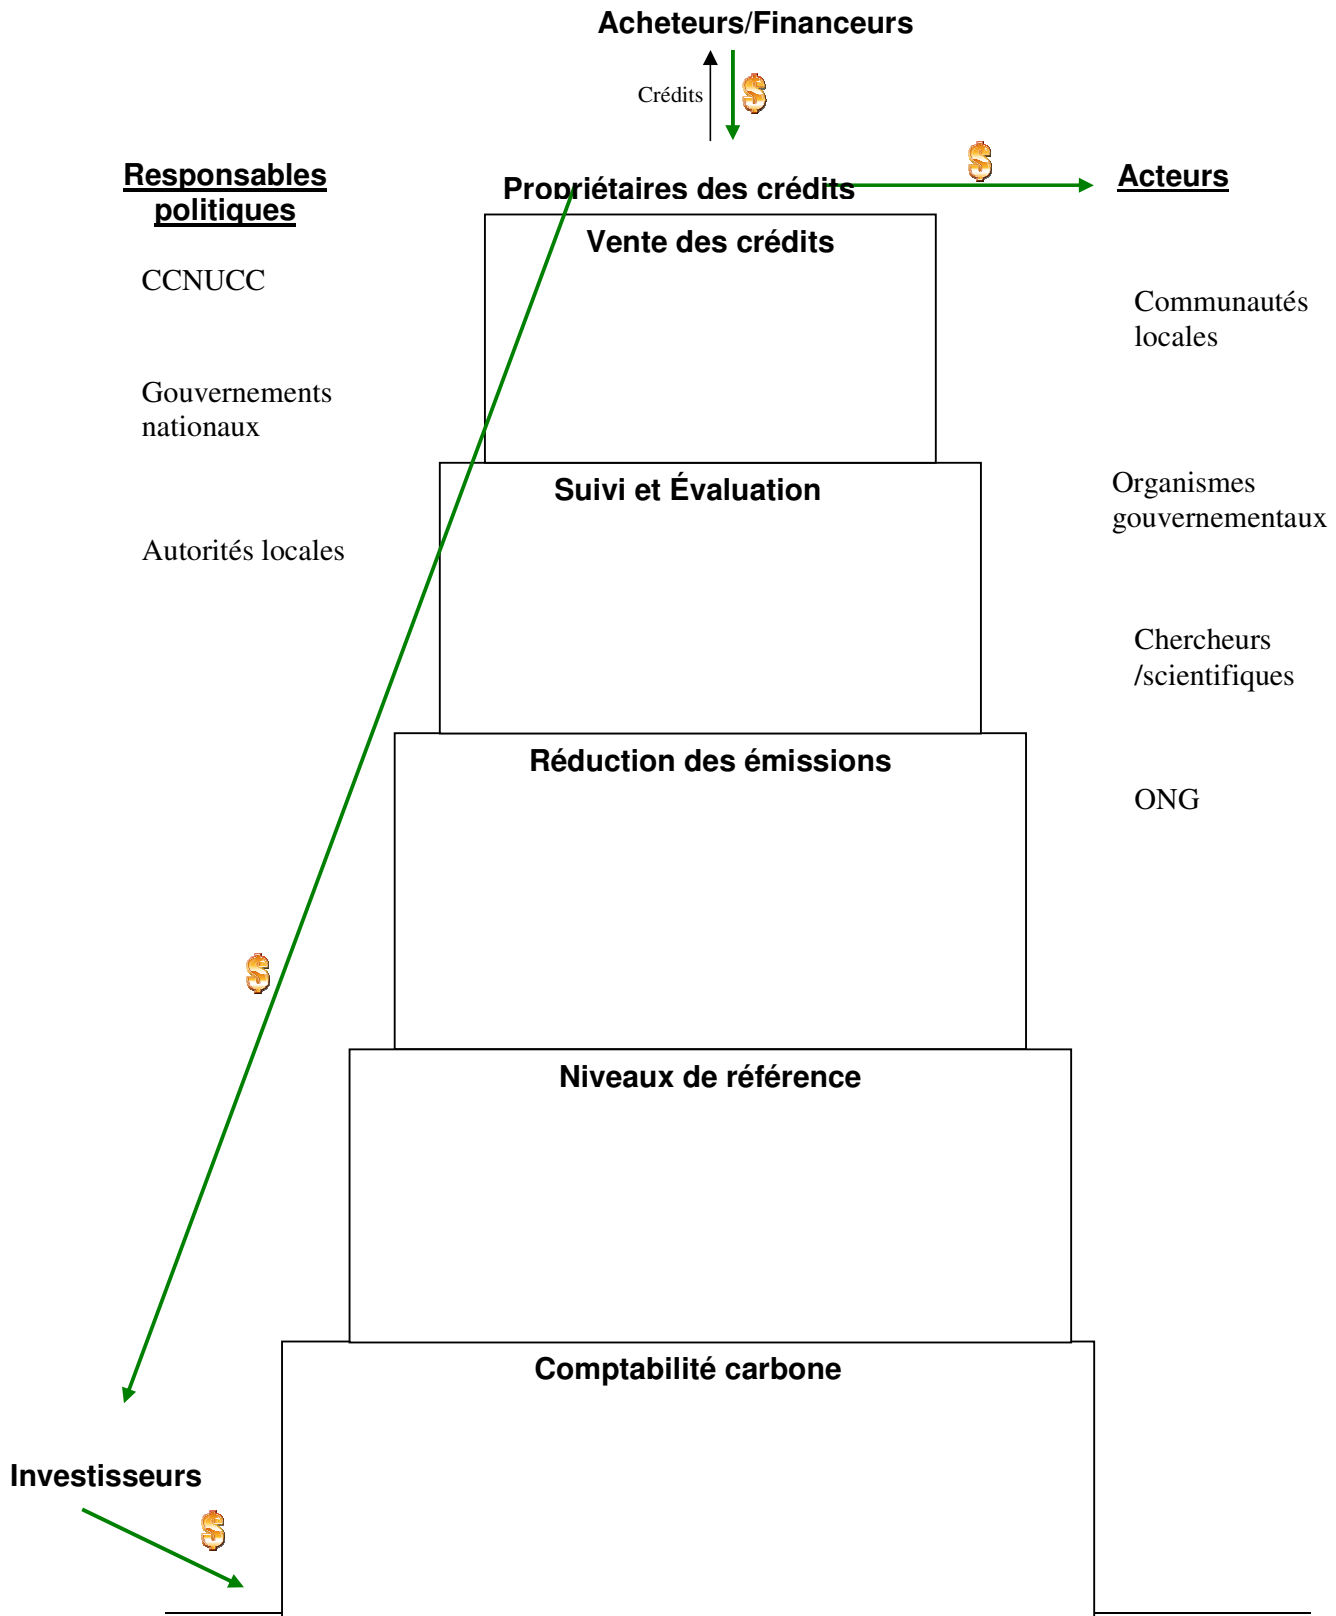 Acheteurs/Financeurs
Crédits
$
$
Responsables
politiques
Propriétaires des crédits
Acteurs
Vente des crédits
CCNUCC
Communautés
locales
Gouvernements
nationaux
Suivi et Évaluation
Organismes
gouvernementaux
Autorités locales
Chercheurs
/scientifiques
Réduction des émissions
ONG
$
Niveaux de référence
Comptabilité carbone
Investisseurs
$